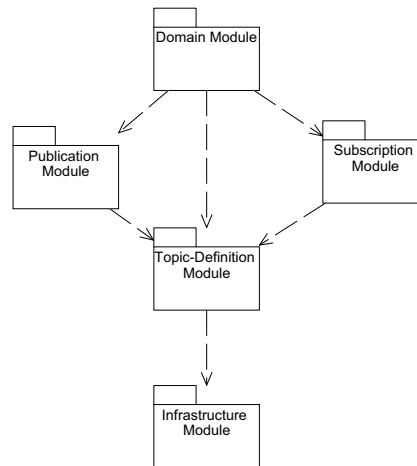 Domain Module
Publication
Module
Subscription
Module
Topic-Definition
Module
Infrastructure
Module